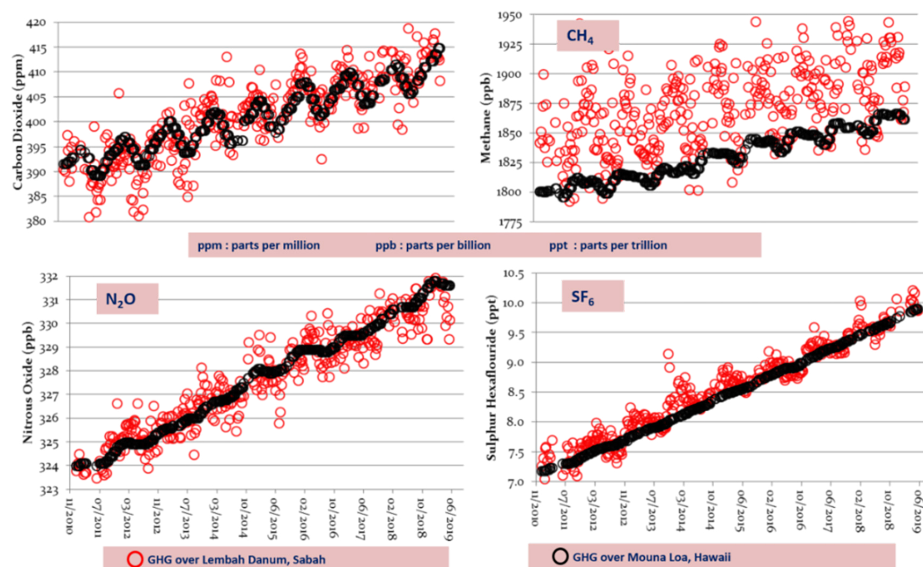 420
415
410
405
400
395
390
385
380
Carbon Dioxide (ppm)
1950
1925
1900
1875
1850
1825
1800
1775
Methane (ppb)
CH₄
ppm : parts per million ppb : parts per billion ppt : parts per trillion
332
331
330
329
328
327
326
325
324
323
Nitrous Oxide (ppb)
N₂O
11/2010 07/2011 03/2012 11/2012 07/2013 03/2014 10/2014 06/2015 02/2016 10/2016 06/2017 02/2018 10/2018 06/2019
10.5
10.0
9.5
9.0
8.5
8.0
7.5
7.0
Sulphur Hexaflouride (ppt)
SF₆
11/2010 07/2011 03/2012 11/2012 07/2013 03/2014 10/2014 06/2015 02/2016 10/2016 06/2017 02/2018 10/2018 06/2019
GHG over Lembah Danum, Sabah
GHG over Mouna Loa, Hawaii